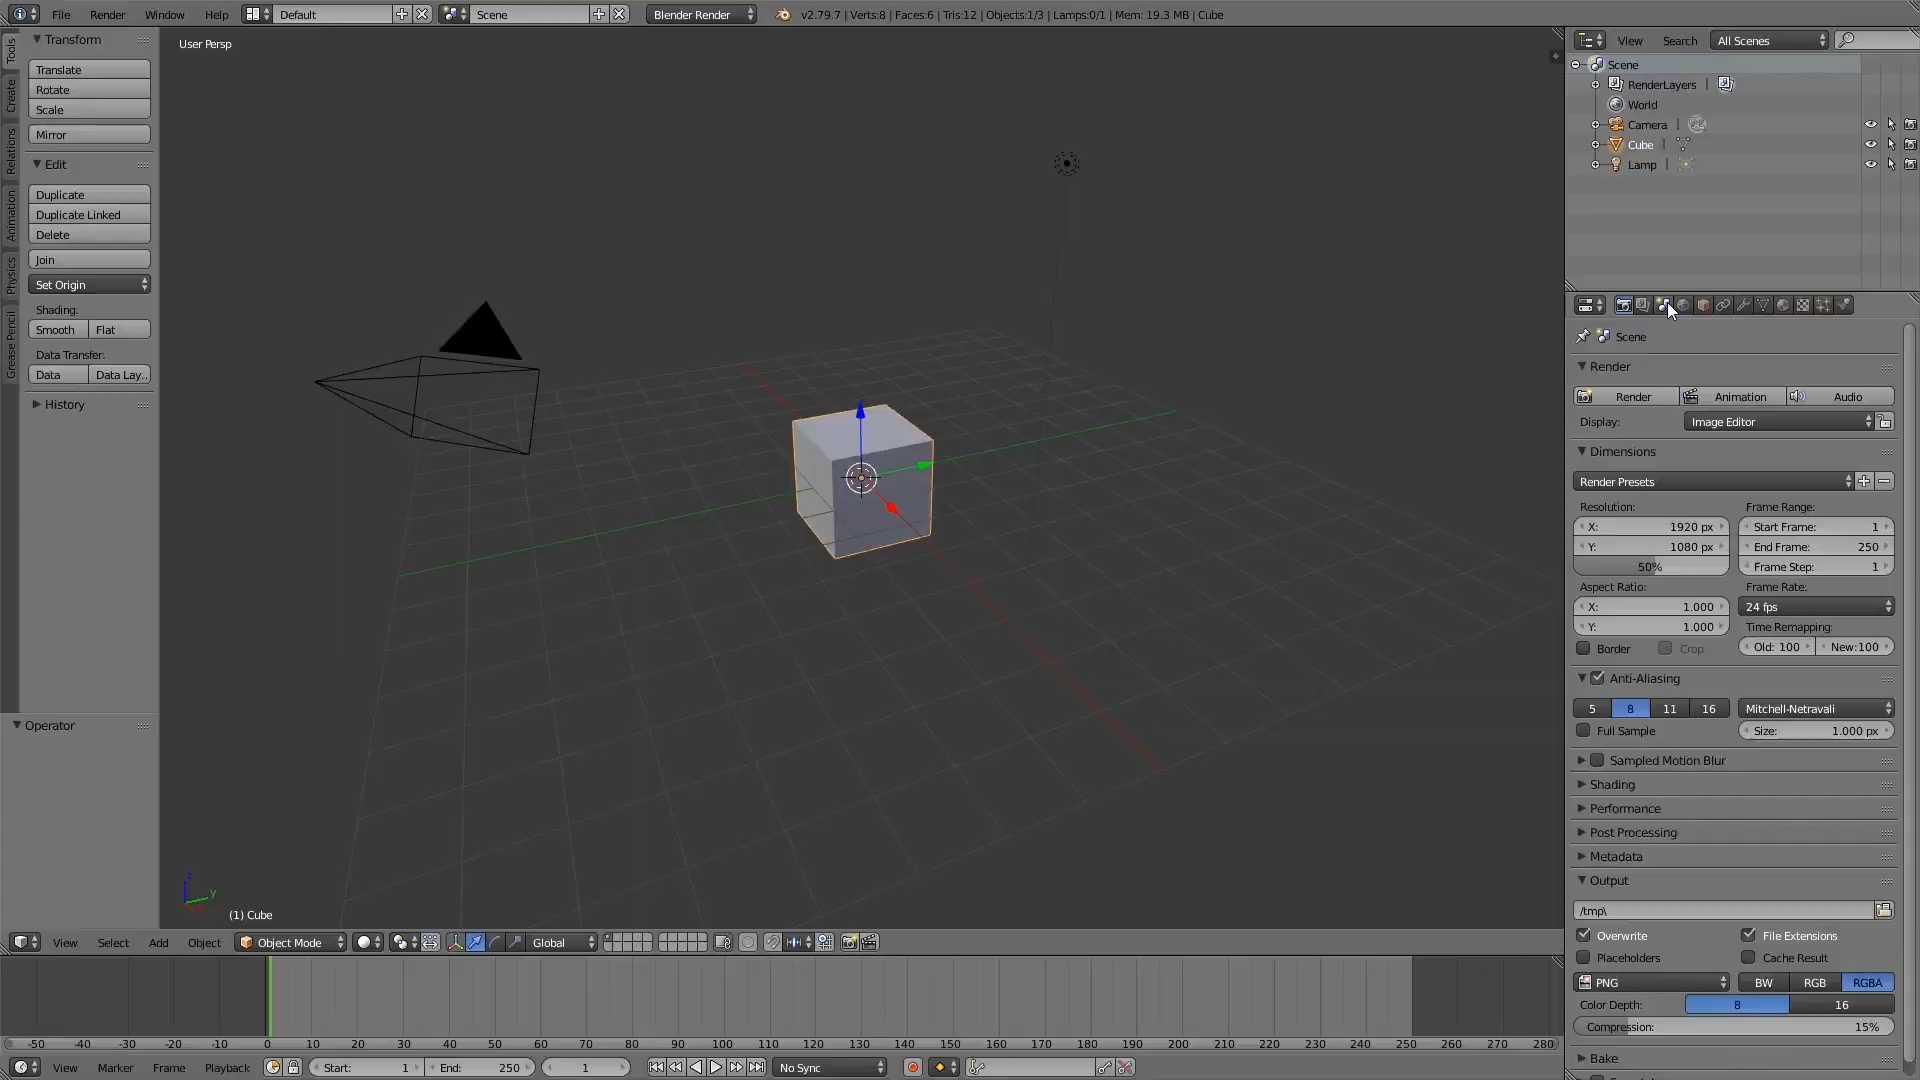 File Render Window Help Default Scene Blender Render v2.79.7 | Verts:8 | Faces:6 | Tris:12 | Objects:1/3 | Lamps:0/1 | Mem: 19.3 MB | Cube
Tools
Create
Relations
Animation
Physics
Grease Pencil
Transform
Translate
Rotate
Scale
Mirror
Edit
Duplicate
Duplicate Linked
Delete
Join
Set Origin
Shading:
Smooth Flat
Data Transfer:
Data Data Lay..
History
Operator
User Persp
z
y
(1) Cube
View Select Add Object Object Mode Global
-50 -40 -30 -20 -10 0 10 20 30 40 50 60 70 80 90 100 110 120 130 140 150 160 170 180 190 200 210 220 230 240 250 260 270 280
View Marker Frame Playback Start: 1 End: 250 1 No Sync
View Search All Scenes
Scene
RenderLayers |
World
Camera |
Cube |
Lamp |
Scene
Render
Render Animation Audio
Display: Image Editor
Dimensions
Render Presets
Resolution: Frame Range:
X: 1920 px Start Frame: 1
Y: 1080 px End Frame: 250
50% Frame Step: 1
Aspect Ratio: Frame Rate:
X: 1.000 24 fps
Y: 1.000 Time Remapping:
Border Crop Old: 100 New:100
Anti-Aliasing
5 8 11 16 Mitchell-Netravali
Full Sample Size: 1.000 px
Sampled Motion Blur
Shading
Performance
Post Processing
Metadata
Output
/tmp\
Overwrite File Extensions
Placeholders Cache Result
PNG BW RGB RGBA
Color Depth: 8 16
Compression: 15%
Bake